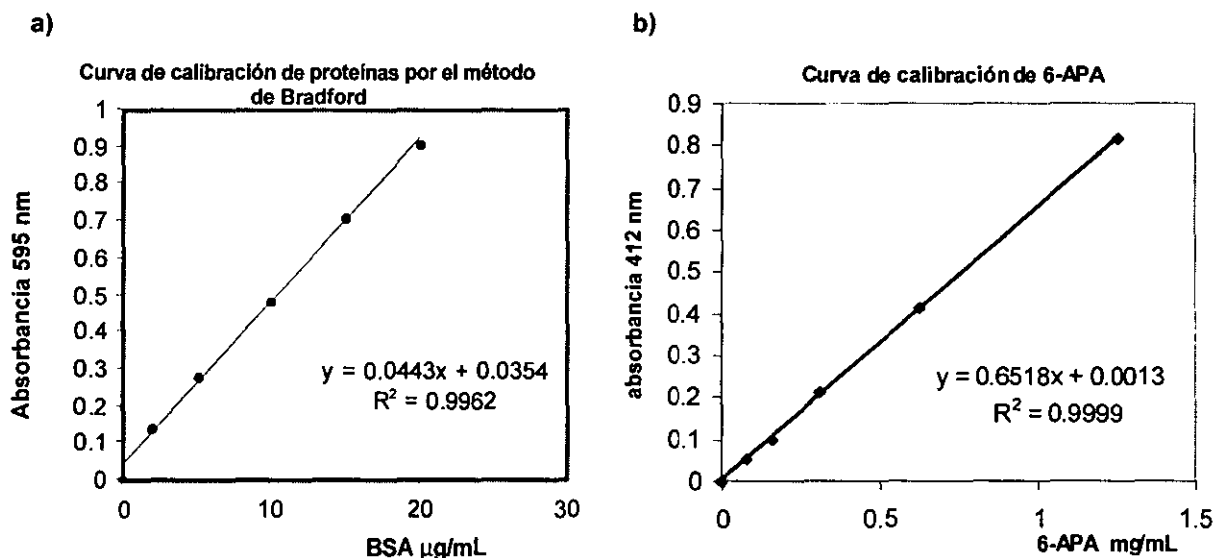 a)
Curva de calibración de proteínas por el método
de Bradford
1
0.9
0.8
0.7
0.6
0.5
0.4
0.3
0.2
0.1
0
Absorbancia 595 nm
y = 0.0443x + 0.0354
R² = 0.9962
0
10
20
30
BSA µg/mL
b)
Curva de calibración de 6-APA
0.9
0.8
0.7
0.6
0.5
0.4
0.3
0.2
0.1
0
absorbancia 412 nm
y = 0.6518x + 0.0013
R² = 0.9999
0
0.5
1
1.5
6-APA mg/mL